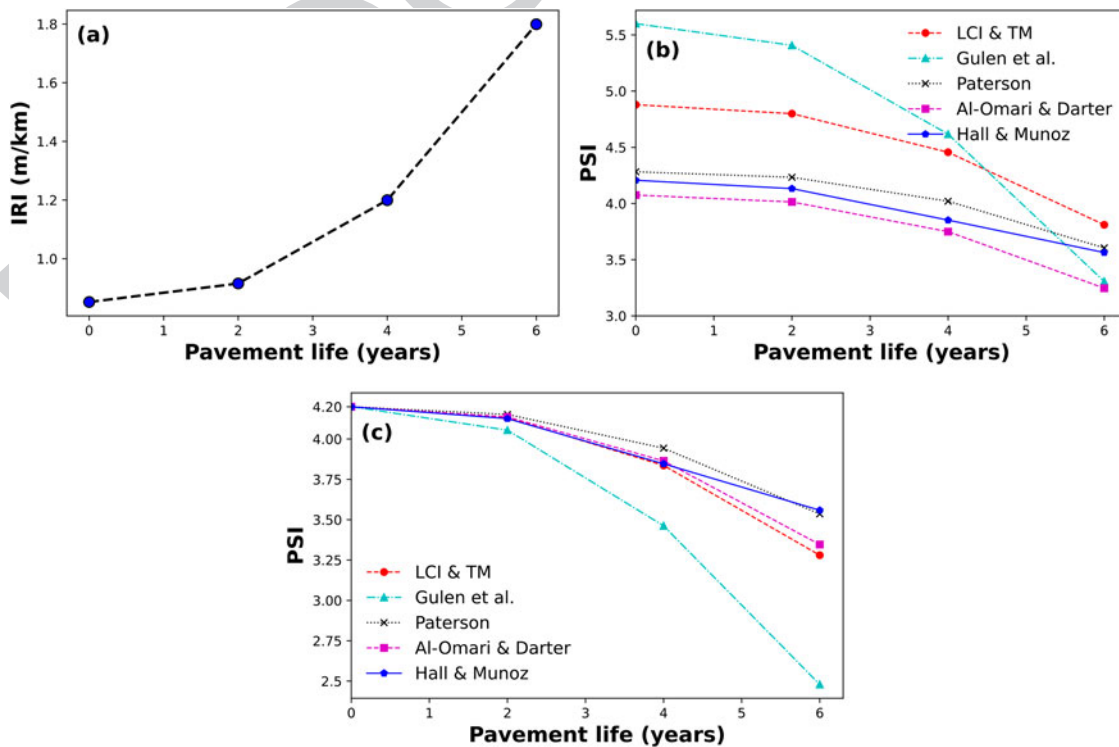 (a)
1.8
1.6
1.4
1.2
1.0
IRI (m/km)
0 1 2 3 4 5 6
Pavement life (years)
(b)
5.5
5.0
4.5
4.0
3.5
3.0
PSI
LCI & TM
Gulen et al.
Paterson
Al-Omari & Darter
Hall & Munoz
0 1 2 3 4 5 6
Pavement life (years)
(c)
4.20
4.00
3.75
3.50
3.25
3.00
2.75
2.5
PSI
LCI & TM
Gulen et al.
Paterson
Al-Omari & Darter
Hall & Munoz
0 1 2 3 4 5 6
Pavement life (years)